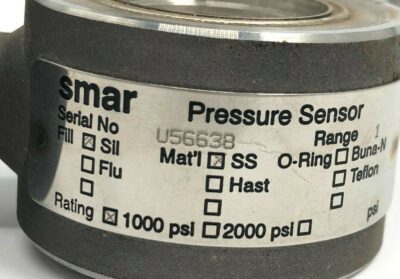 smar
Pressure Sensor
Serial No U56638 Range 1
Fill ☒ Sil Mat'l ☒ SS O-Ring ☐ Buna-N
☐ Flu ☐ Hast ☐ Teflon
☐ ☐ ☐
Rating ☒ 1000 psi ☐ 2000 psi ☐ psi